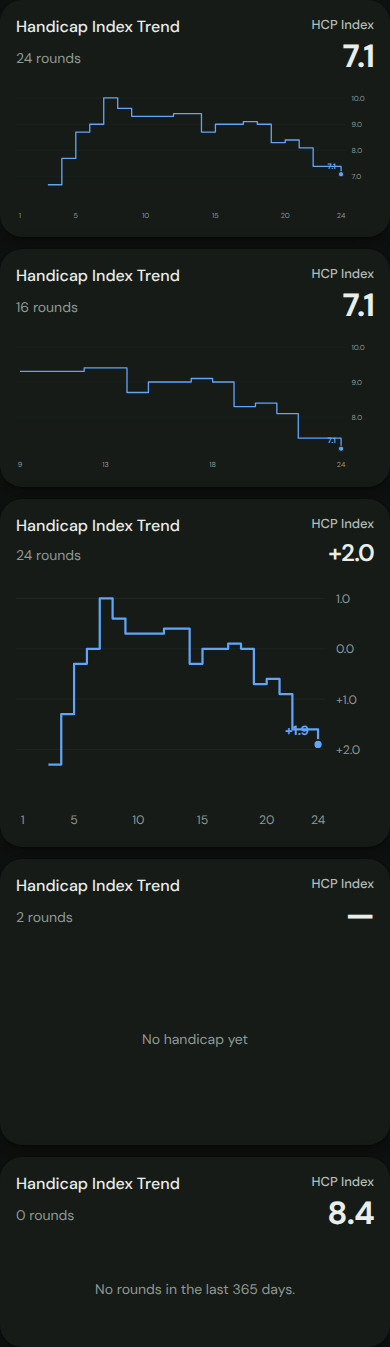 Handicap Index Trend
HCP Index
24 rounds
7.1
10.0
9.0
8.0
7.0
7.1
1 5 10 15 20 24
Handicap Index Trend
HCP Index
16 rounds
7.1
10.0
9.0
8.0
7.1
9 13 18 24
Handicap Index Trend
HCP Index
24 rounds
+2.0
1.0
0.0
+1.0
+1.9
+2.0
1 5 10 15 20 24
Handicap Index Trend
HCP Index
2 rounds
—
No handicap yet
Handicap Index Trend
HCP Index
0 rounds
8.4
No rounds in the last 365 days.